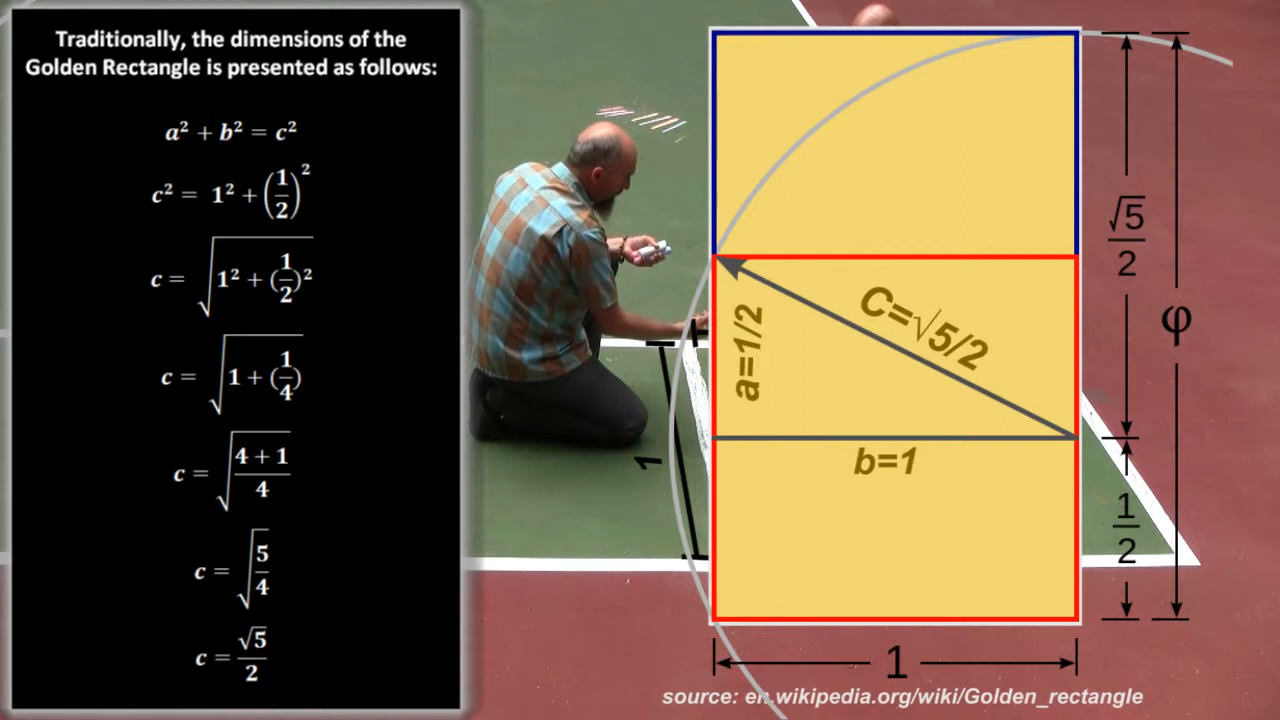 Traditionally, the dimensions of the
Golden Rectangle is presented as follows:
a² + b² = c²
c² = 1² + (1/2)²
c = √(1² + (1/2)²)
c = √(1 + (1/4))
c = √((4 + 1)/4)
c = √(5/4)
c = √5/2
a=1/2
C=√5/2
b=1
√5/2
φ
1/2
1
1
source: en.wikipedia.org/wiki/Golden_rectangle